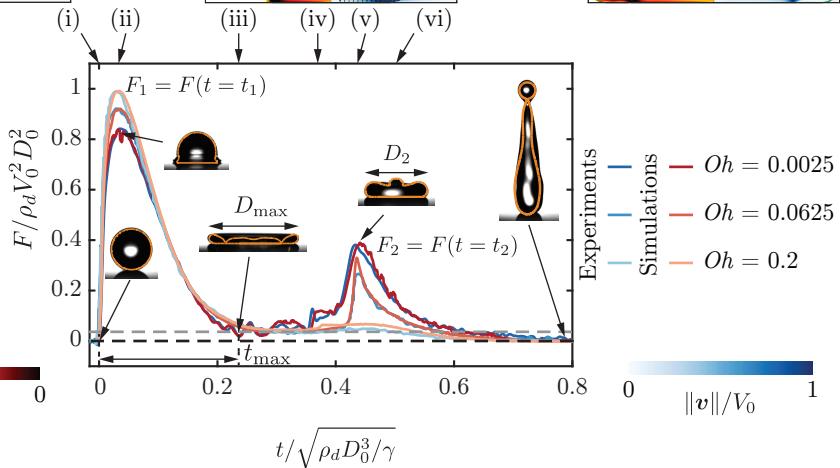 (i) (ii) (iii) (iv) (v) (vi)
F/ρ_d V_0^2 D_0^2
1
0.8
0.6
0.4
0.2
0
F_1 = F(t = t_1)
D_max
D_2
F_2 = F(t = t_2)
t_max
0 0.2 0.4 0.6 0.8
t/√(ρ_d D_0^3/γ)
Experiments
Simulations
Oh = 0.0025
Oh = 0.0625
Oh = 0.2
0
0 1
‖v‖/V_0